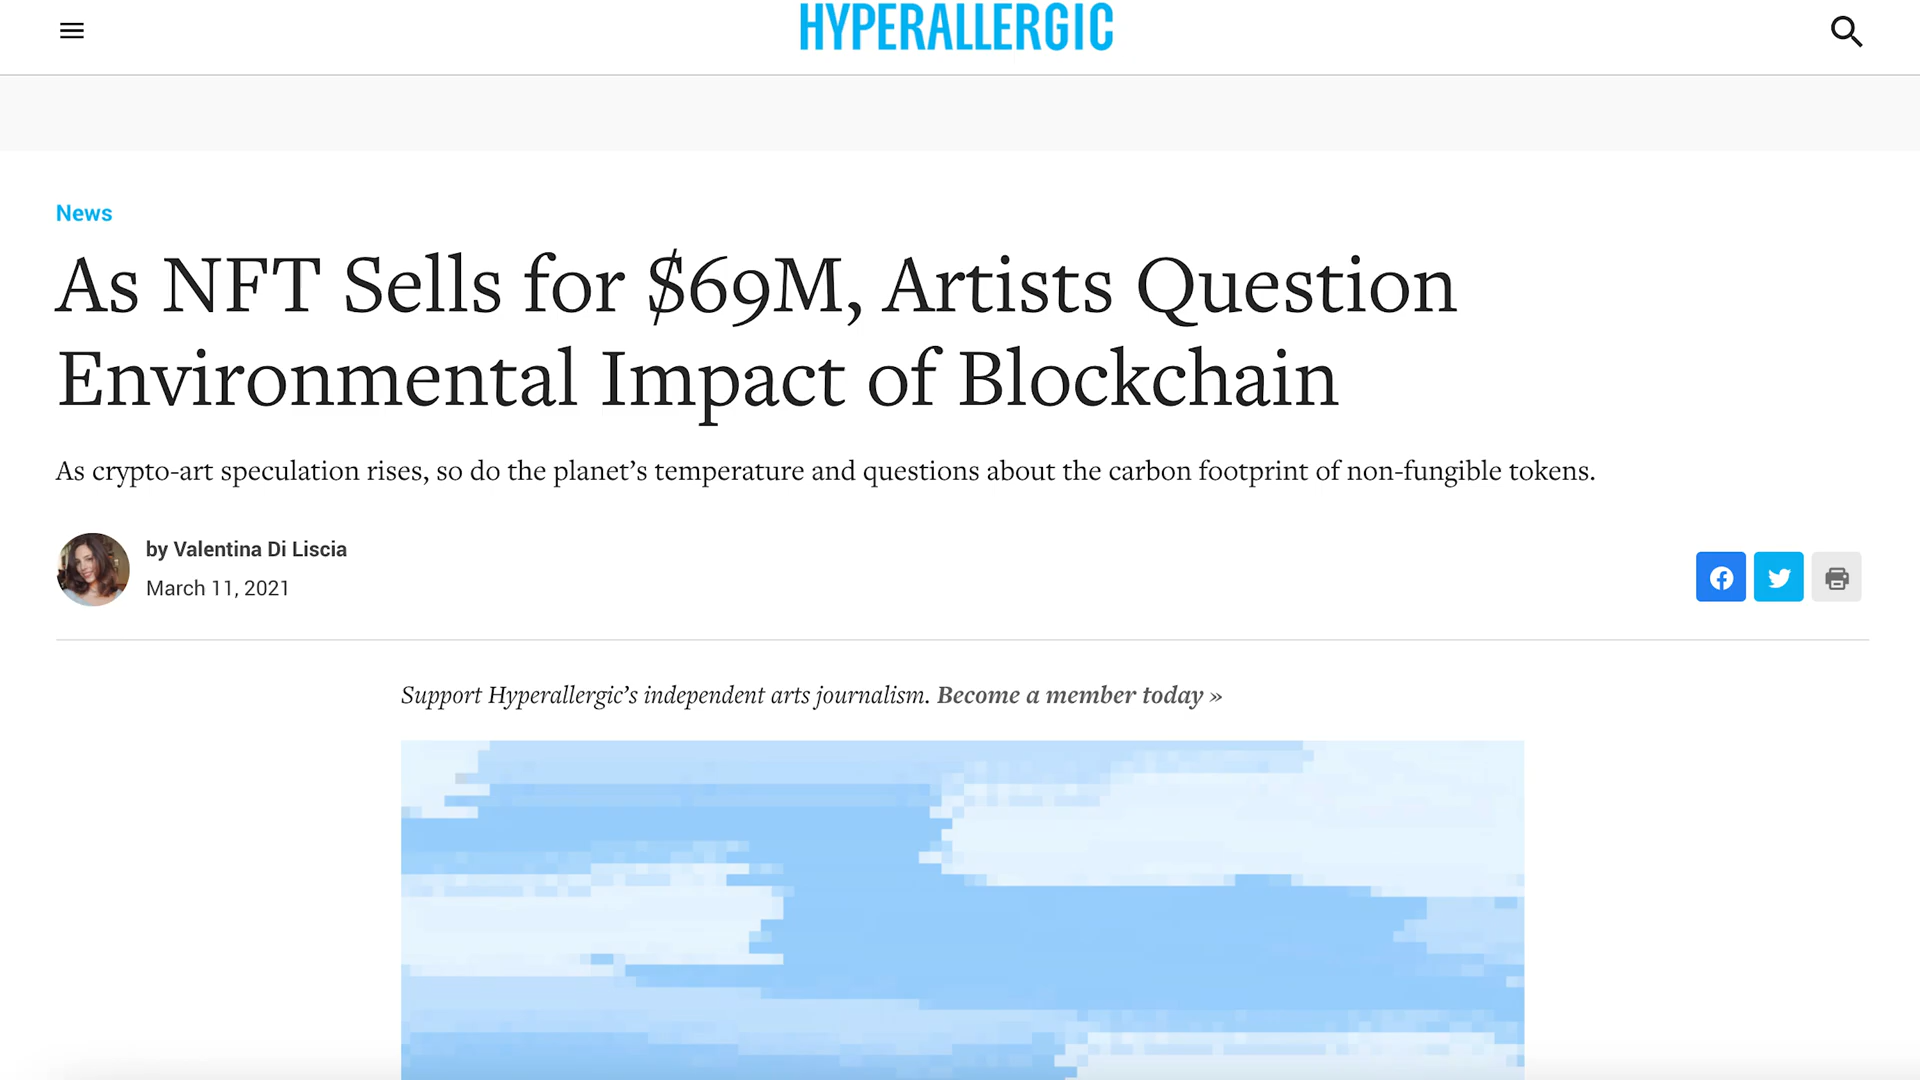 HYPERALLERGIC
News
As NFT Sells for $69M, Artists Question
Environmental Impact of Blockchain
As crypto-art speculation rises, so do the planet’s temperature and questions about the carbon footprint of non-fungible tokens.
by Valentina Di Liscia
March 11, 2021
Support Hyperallergic’s independent arts journalism. Become a member today »